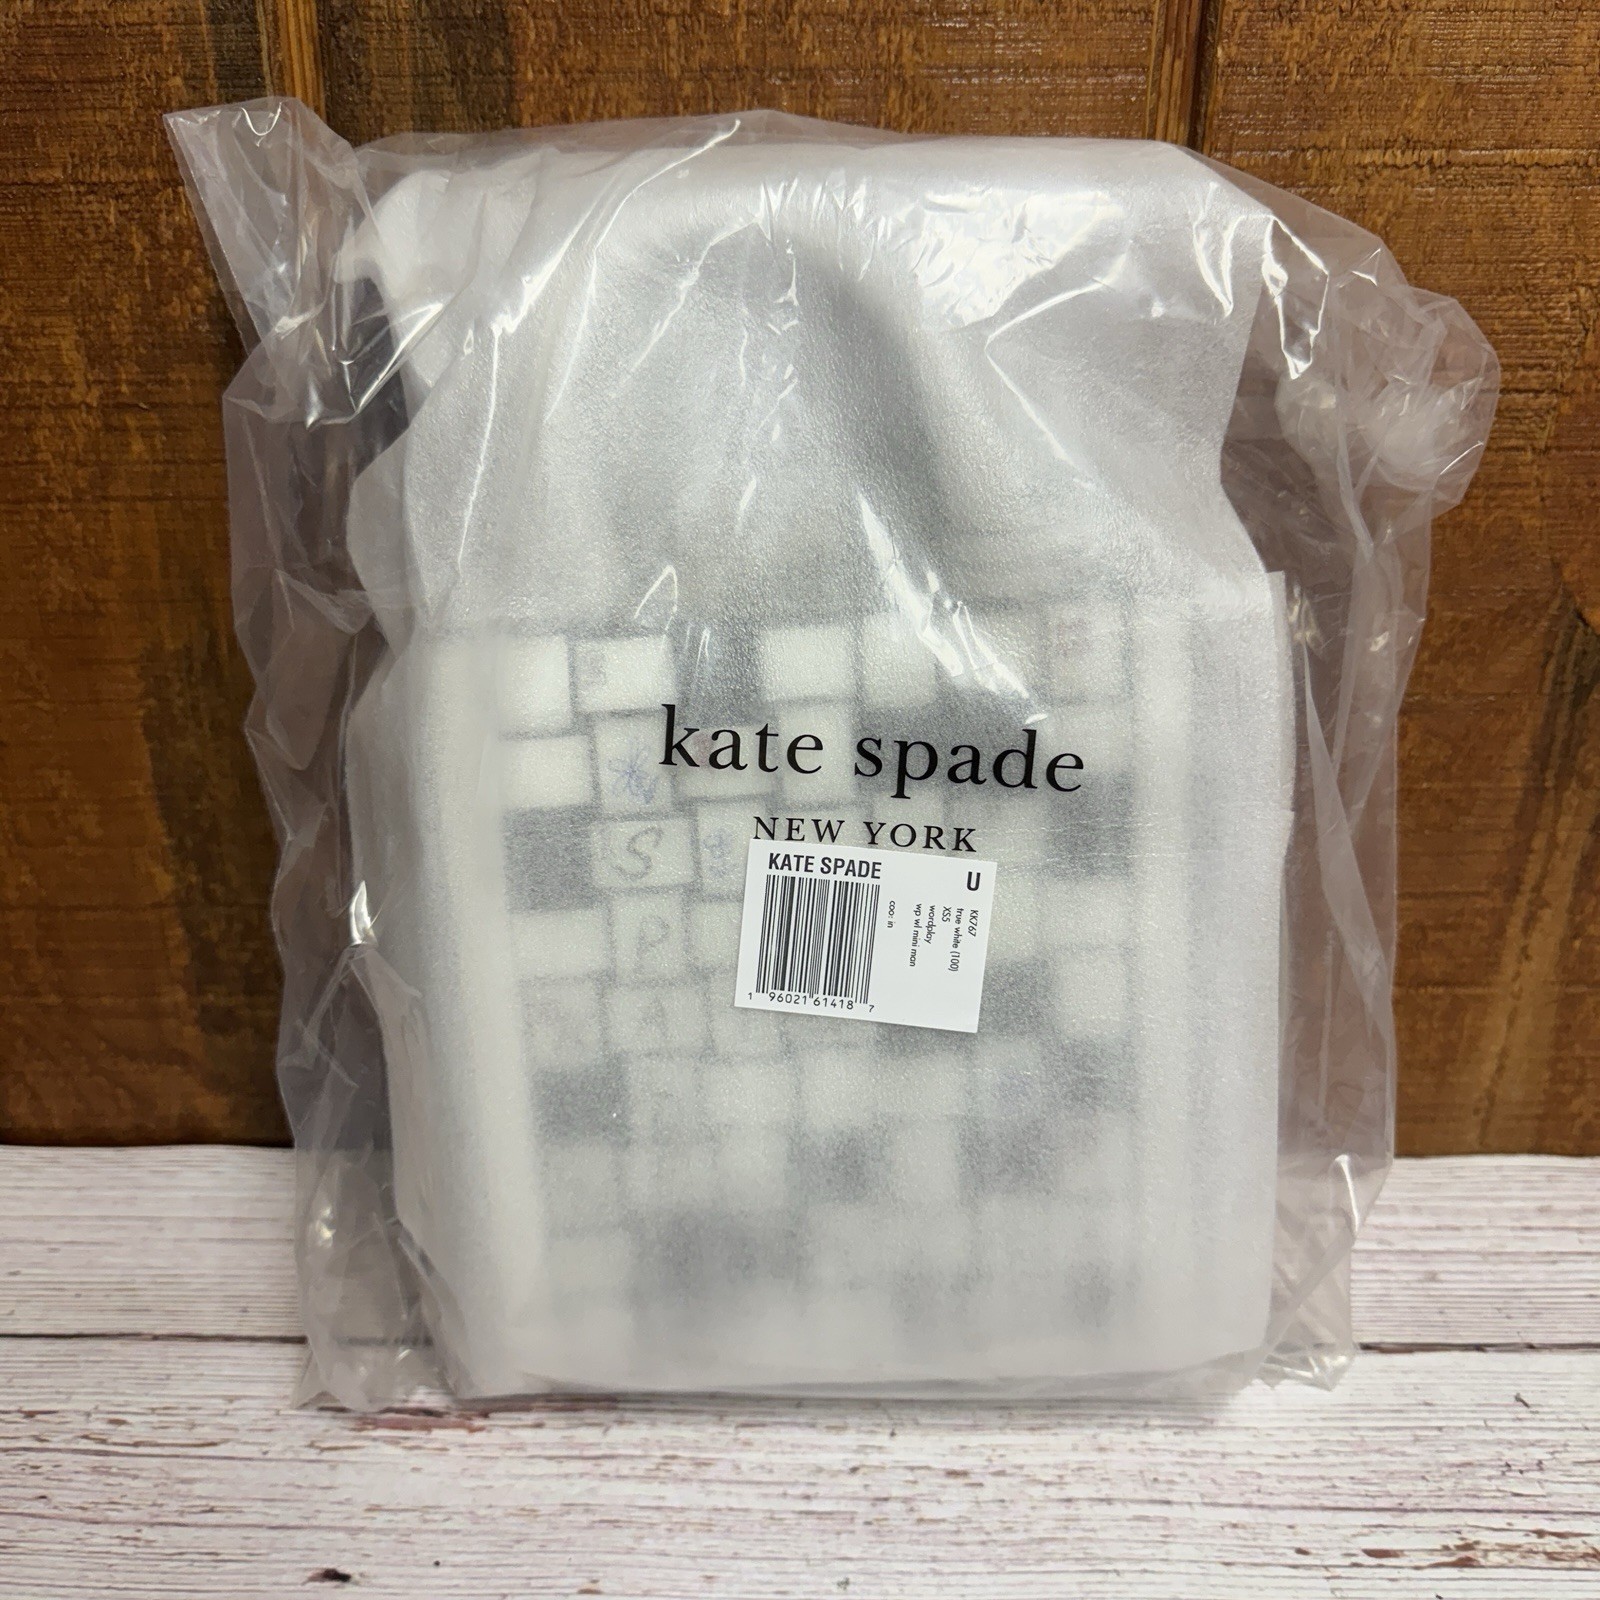 kate spade
NEW YORK
KATE SPADE
U
KK767
true white (100)
XS5
wordplay
wp wl mini man
coo: in
1 96021 61418 7
S
P